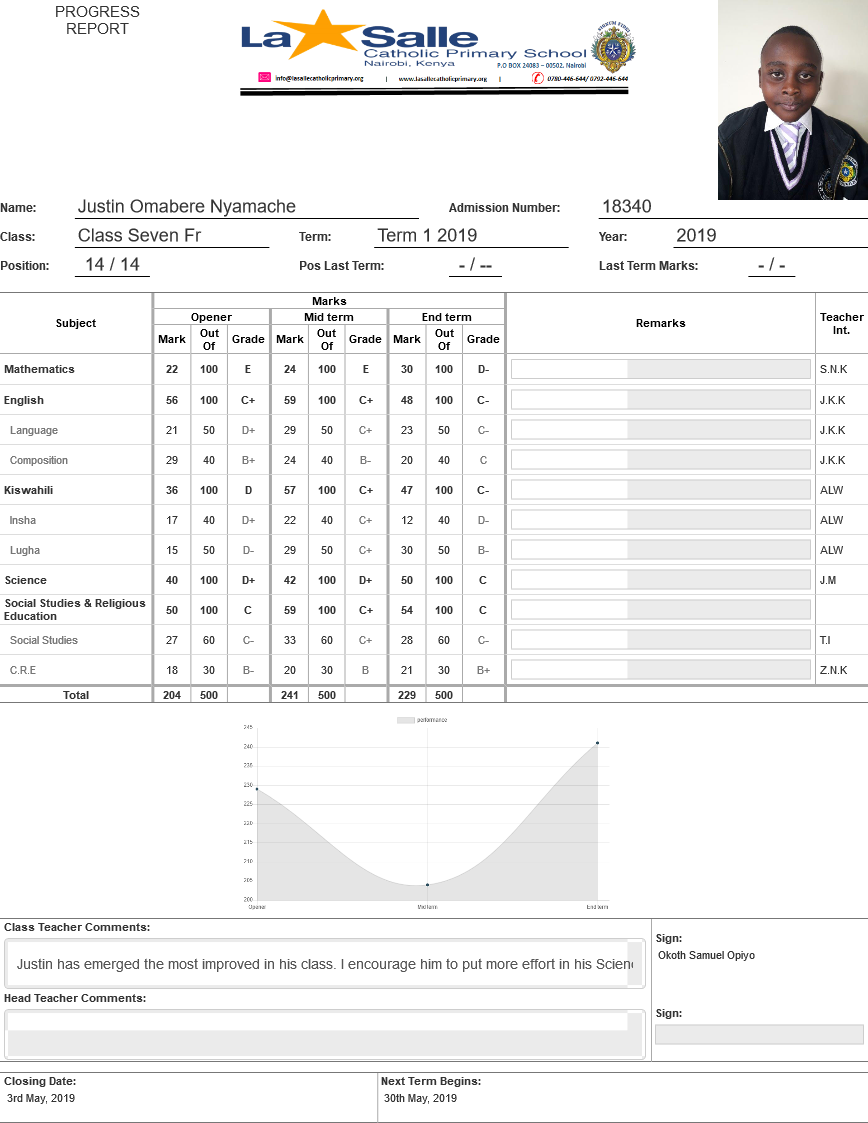 PROGRESS
REPORT
La Salle
Catholic Primary School
Nairobi, Kenya
P.O BOX 24083 – 00502, Nairobi
info@lasallecatholicprimary.org | www.lasallecatholicprimary.org | 0780-446-644/ 0792-446-644
Name: Justin Omabere Nyamache Admission Number: 18340
Class: Class Seven Fr Term: Term 1 2019 Year: 2019
Position: 14 / 14 Pos Last Term: - / -- Last Term Marks: - / -
Marks
Subject Opener Mid term End term Remarks Teacher Int.
Mark Out Of Grade Mark Out Of Grade Mark Out Of Grade
Mathematics 22 100 E 24 100 E 30 100 D- S.N.K
English 56 100 C+ 59 100 C+ 48 100 C- J.K.K
Language 21 50 D+ 29 50 C+ 23 50 C- J.K.K
Composition 29 40 B+ 24 40 B- 20 40 C J.K.K
Kiswahili 36 100 D 57 100 C+ 47 100 C- ALW
Insha 17 40 D+ 22 40 C+ 12 40 D- ALW
Lugha 15 50 D- 29 50 C+ 30 50 B- ALW
Science 40 100 D+ 42 100 D+ 50 100 C J.M
Social Studies & Religious
Education 50 100 C 59 100 C+ 54 100 C
Social Studies 27 60 C- 33 60 C+ 28 60 C- T.I
C.R.E 18 30 B- 20 30 B 21 30 B+ Z.N.K
Total 204 500 241 500 229 500
performance
245
240
235
230
225
220
215
210
205
200
Opener Mid term End term
Class Teacher Comments:
Justin has emerged the most improved in his class. I encourage him to put more effort in his Scien
Sign:
Okoth Samuel Opiyo
Head Teacher Comments:
Sign:
Closing Date: Next Term Begins:
3rd May, 2019 30th May, 2019